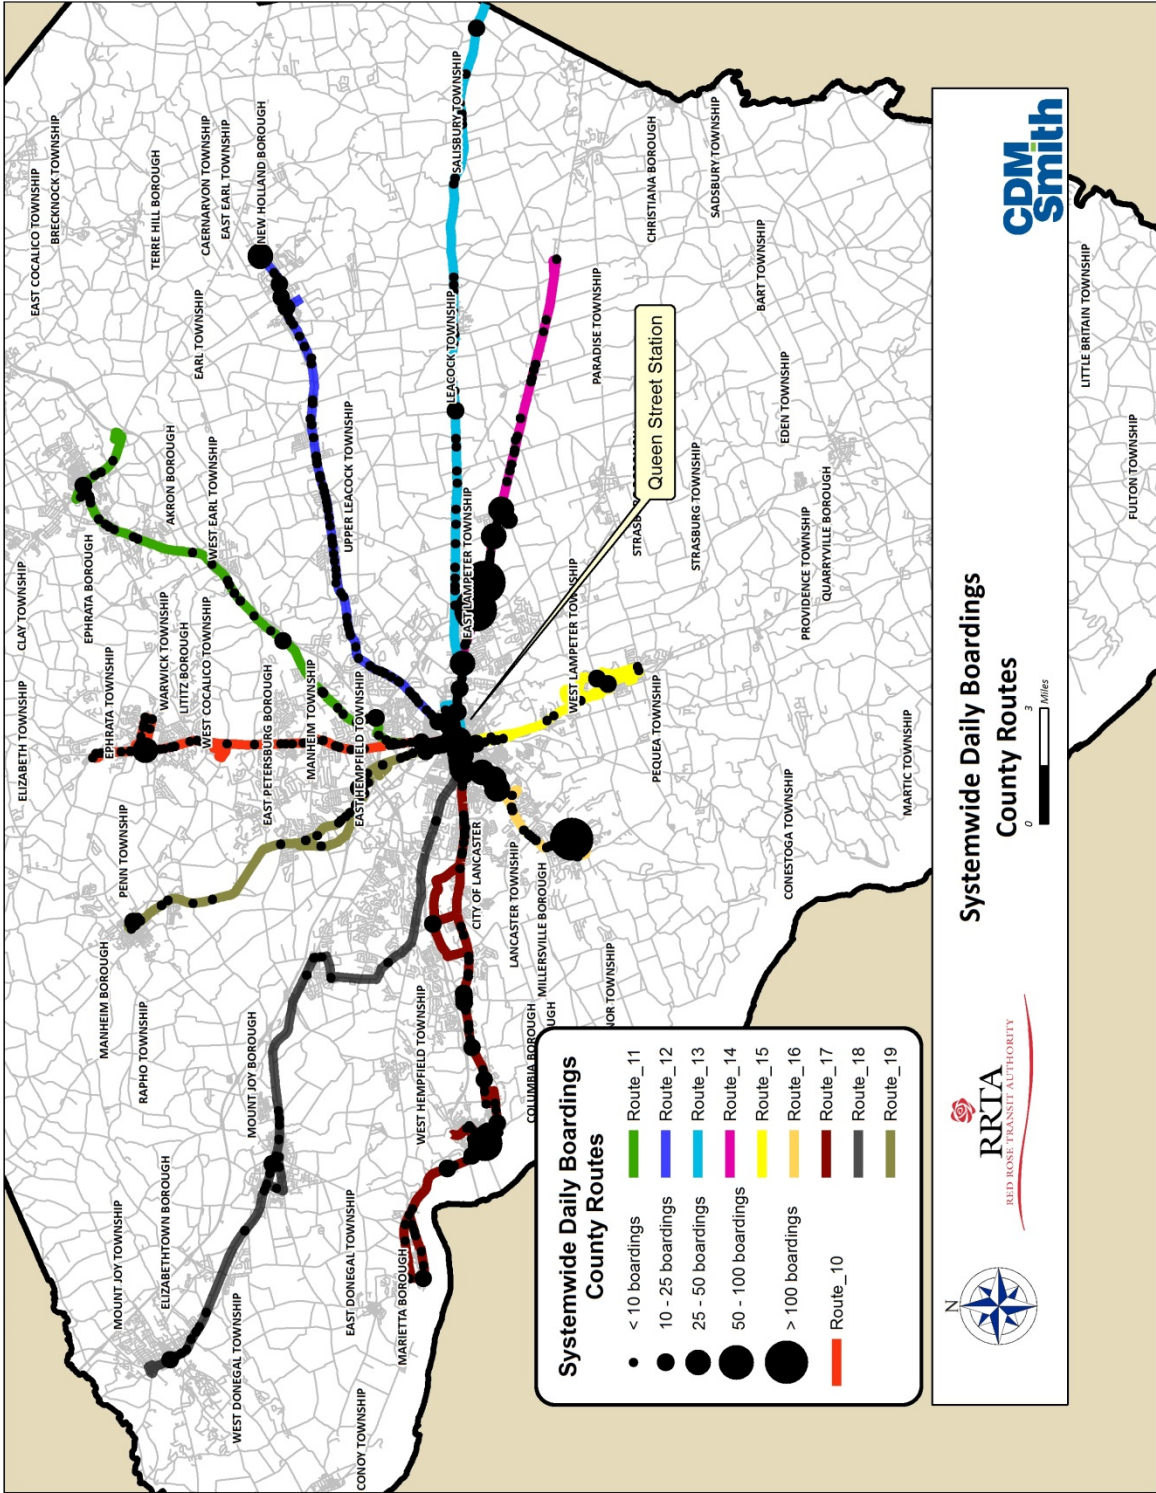 ELIZABETH TOWNSHIP
CLAY TOWNSHIP
EAST COCALICO TOWNSHIP
BRECKNOCK TOWNSHIP
EPHRATA BOROUGH
MANHEIM BOROUGH
EPHRATA TOWNSHIP
MOUNT JOY TOWNSHIP
PENN TOWNSHIP
RAPHO TOWNSHIP
TERRE HILL BOROUGH
ELIZABETHTOWN BOROUGH
WARWICK TOWNSHIP
AKRON BOROUGH
LITITZ BOROUGH
EARL TOWNSHIP
CAERNARVON TOWNSHIP
WEST COCALICO TOWNSHIP
WEST EARL TOWNSHIP
EAST EARL TOWNSHIP
WEST DONEGAL TOWNSHIP
MOUNT JOY BOROUGH
NEW HOLLAND BOROUGH
EAST PETERSBURG BOROUGH
MANHEIM TOWNSHIP
EAST DONEGAL TOWNSHIP
UPPER LEACOCK TOWNSHIP
CONOY TOWNSHIP
EAST HEMPFIELD TOWNSHIP
MARIETTA BOROUGH
WEST HEMPFIELD TOWNSHIP
LEACOCK TOWNSHIP
SALISBURY TOWNSHIP
EAST LAMPETER TOWNSHIP
CITY OF LANCASTER
LANCASTER TOWNSHIP
COLUMBIA BOROUGH
MILLERSVILLE BOROUGH
WEST LAMPETER TOWNSHIP
PARADISE TOWNSHIP
Queen Street Station
CHRISTIANA BOROUGH
PEQUEA TOWNSHIP
STRASBURG TOWNSHIP
SADSBURY TOWNSHIP
BART TOWNSHIP
CONESTOGA TOWNSHIP
EDEN TOWNSHIP
PROVIDENCE TOWNSHIP
QUARRYVILLE BOROUGH
MARTIC TOWNSHIP
LITTLE BRITAIN TOWNSHIP
FULTON TOWNSHIP
Systemwide Daily Boardings
County Routes
< 10 boardings
10 - 25 boardings
25 - 50 boardings
50 - 100 boardings
> 100 boardings
Route_10
Route_11
Route_12
Route_13
Route_14
Route_15
Route_16
Route_17
Route_18
Route_19
N
RRTA
RED ROSE TRANSIT AUTHORITY
Systemwide Daily Boardings
County Routes
0 3
Miles
CDM
Smith